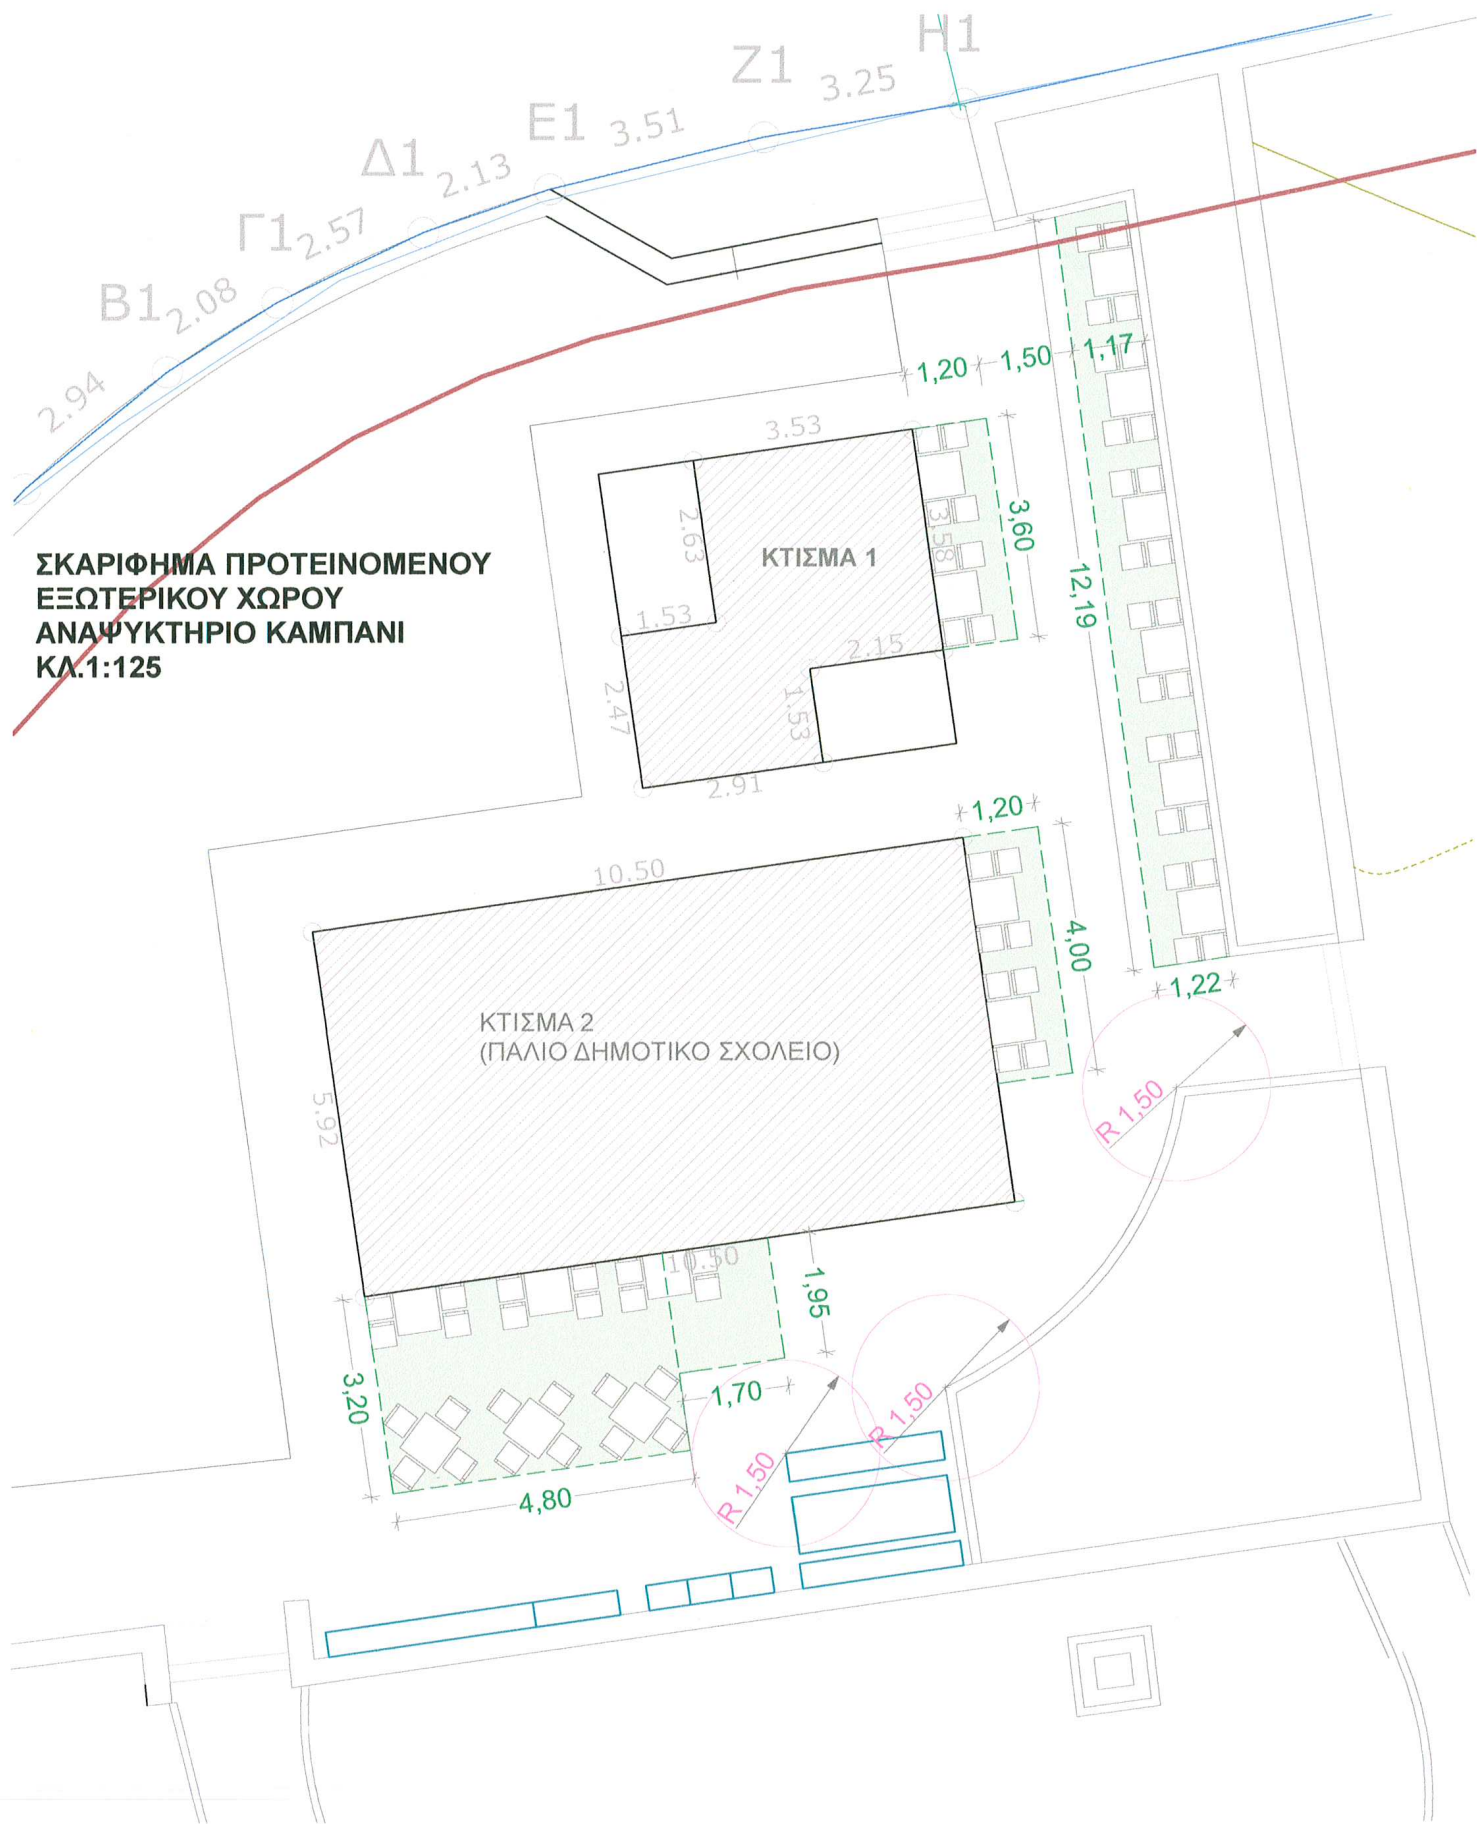 Η1
Ζ1
3.25
Ε1
3.51
Δ1
2.13
Γ1
2.57
Β1
2.08
2.94
1,20
1,50
1,17
3.53
2.63
3.58
3,60
ΚΤΙΣΜΑ 1
ΣΚΑΡΙΦΗΜΑ ΠΡΟΤΕΙΝΟΜΕΝΟΥ
ΕΞΩΤΕΡΙΚΟΥ ΧΩΡΟΥ
ΑΝΑΨΥΚΤΗΡΙΟ ΚΑΜΠΑΝΙ
ΚΛ.1:125
12,19
1.53
2.15
2.47
1.53
2.91
1,20
10.50
4,00
1,22
ΚΤΙΣΜΑ 2
(ΠΑΛΙΟ ΔΗΜΟΤΙΚΟ ΣΧΟΛΕΙΟ)
5.92
R 1,50
10.50
1,95
3,20
1,70
R 1,50
R 1,50
4,80